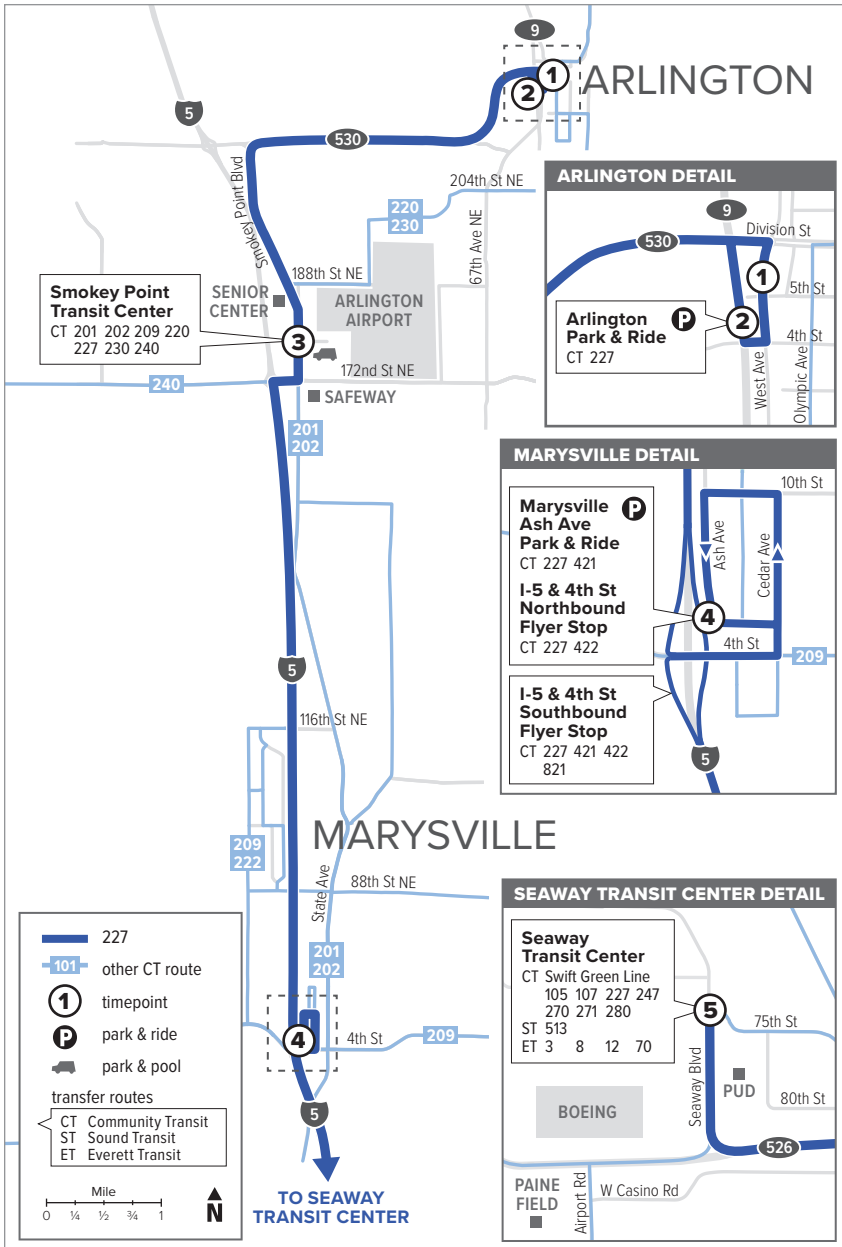 9
1
2
ARLINGTON
5
530
Smokey Point Blvd
204th St NE
220
230
67th Ave NE
188th St NE
SENIOR
CENTER
ARLINGTON
AIRPORT
Smokey Point
Transit Center
CT 201 202 209 220
227 230 240
3
172nd St NE
240
SAFEWAY
201
202
5
116th St NE
MARYSVILLE
209
222
State Ave
88th St NE
201
202
4
4th St
209
5
TO SEAWAY
TRANSIT CENTER
227
101 other CT route
1 timepoint
P park & ride
park & pool
transfer routes
CT Community Transit
ST Sound Transit
ET Everett Transit
Mile
0 ¼ ½ ¾ 1
N
ARLINGTON DETAIL
9
530
Division St
1
5th St
Arlington
Park & Ride
P
CT 227
2
4th St
West Ave
Olympic Ave
MARYSVILLE DETAIL
10th St
Marysville
Ash Ave
Park & Ride
P
CT 227 421
I-5 & 4th St
Northbound
Flyer Stop
CT 227 422
Ash Ave
Cedar Ave
4
4th St
209
I-5 & 4th St
Southbound
Flyer Stop
CT 227 421 422
821
5
SEAWAY TRANSIT CENTER DETAIL
Seaway
Transit Center
CT Swift Green Line
105 107 227 247
270 271 280
ST 513
ET 3 8 12 70
5
75th St
Seaway Blvd
PUD
80th St
BOEING
526
PAINE
FIELD
Airport Rd
W Casino Rd